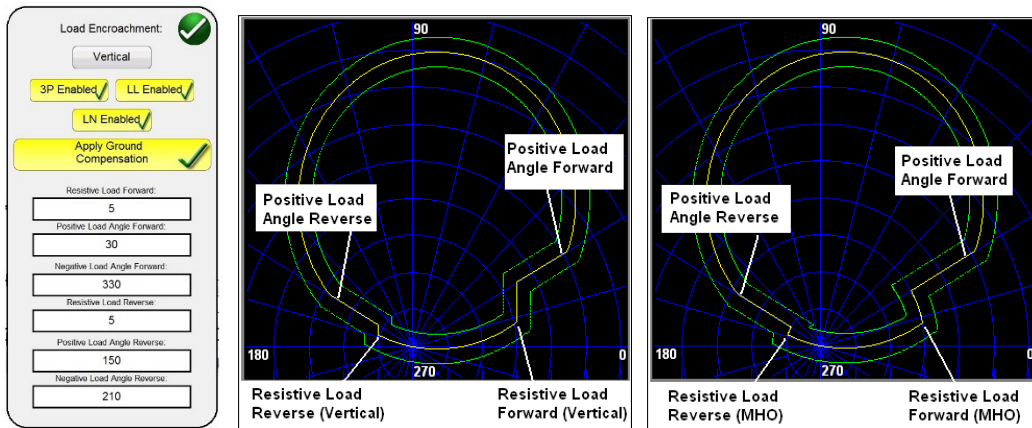 Load Encroachment:
Vertical
3P Enabled
LL Enabled
LN Enabled
Apply Ground
Compensation
Resistive Load Forward:
5
Positive Load Angle Forward:
30
Negative Load Angle Forward:
330
Resistive Load Reverse:
5
Positive Load Angle Reverse:
150
Negative Load Angle Reverse:
210
90
Positive Load
Angle Forward
Positive Load
Angle Reverse
180
0
270
Resistive Load
Reverse (Vertical)
Resistive Load
Forward (Vertical)
90
Positive Load
Angle Forward
Positive Load
Angle Reverse
180
0
270
Resistive Load
Reverse (MHO)
Resistive Load
Forward (MHO)